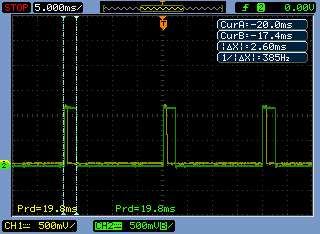 STOP 5.000ms/ T ƒ 2 0.00V
CurA=-20.0ms
CurB=-17.4ms
|ΔX|=2.60ms
1/|ΔX|=385Hz
2
Prd=19.8ms Prd=19.8ms
CH1 500mV/ CH2 500mVB/